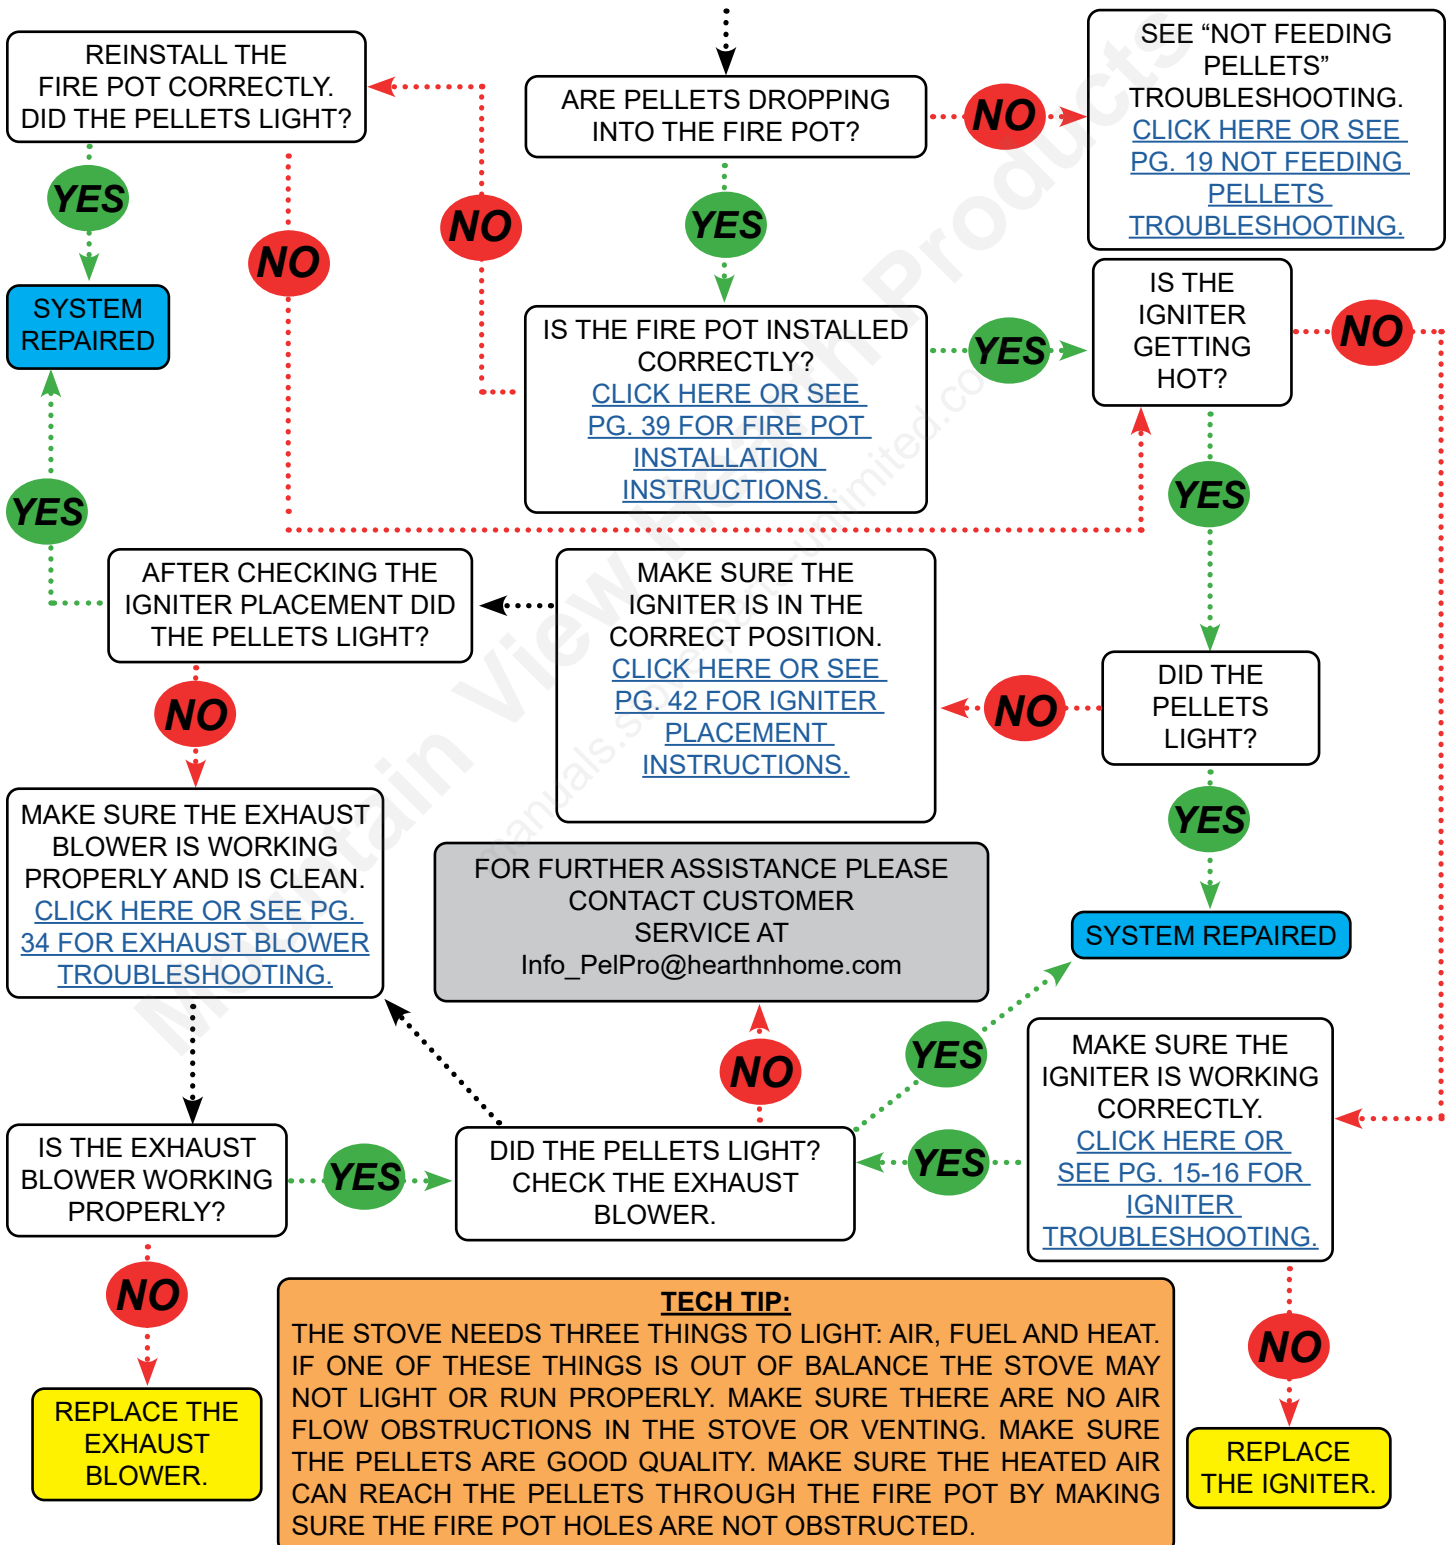 REINSTALL THE
FIRE POT CORRECTLY.
DID THE PELLETS LIGHT?
ARE PELLETS DROPPING
INTO THE FIRE POT?
NO
SEE “NOT FEEDING
PELLETS”
TROUBLESHOOTING.
CLICK HERE OR SEE
PG. 19 NOT FEEDING
PELLETS
TROUBLESHOOTING.
YES
NO
NO
YES
SYSTEM
REPAIRED
IS THE FIRE POT INSTALLED
CORRECTLY?
CLICK HERE OR SEE
PG. 39 FOR FIRE POT
INSTALLATION
INSTRUCTIONS.
YES
IS THE
IGNITER
GETTING
HOT?
NO
YES
YES
AFTER CHECKING THE
IGNITER PLACEMENT DID
THE PELLETS LIGHT?
MAKE SURE THE
IGNITER IS IN THE
CORRECT POSITION.
CLICK HERE OR SEE
PG. 42 FOR IGNITER
PLACEMENT
INSTRUCTIONS.
NO
DID THE
PELLETS
LIGHT?
NO
YES
MAKE SURE THE EXHAUST
BLOWER IS WORKING
PROPERLY AND IS CLEAN.
CLICK HERE OR SEE PG.
34 FOR EXHAUST BLOWER
TROUBLESHOOTING.
FOR FURTHER ASSISTANCE PLEASE
CONTACT CUSTOMER
SERVICE AT
Info_PelPro@hearthnhome.com
SYSTEM REPAIRED
NO
YES
MAKE SURE THE
IGNITER IS WORKING
CORRECTLY.
CLICK HERE OR
SEE PG. 15-16 FOR
IGNITER
TROUBLESHOOTING.
IS THE EXHAUST
BLOWER WORKING
PROPERLY?
YES
DID THE PELLETS LIGHT?
CHECK THE EXHAUST
BLOWER.
YES
NO
NO
REPLACE THE
EXHAUST
BLOWER.
REPLACE
THE IGNITER.
TECH TIP:
THE STOVE NEEDS THREE THINGS TO LIGHT: AIR, FUEL AND HEAT.
IF ONE OF THESE THINGS IS OUT OF BALANCE THE STOVE MAY
NOT LIGHT OR RUN PROPERLY. MAKE SURE THERE ARE NO AIR
FLOW OBSTRUCTIONS IN THE STOVE OR VENTING. MAKE SURE
THE PELLETS ARE GOOD QUALITY. MAKE SURE THE HEATED AIR
CAN REACH THE PELLETS THROUGH THE FIRE POT BY MAKING
SURE THE FIRE POT HOLES ARE NOT OBSTRUCTED.
Mountain View Hearth Products